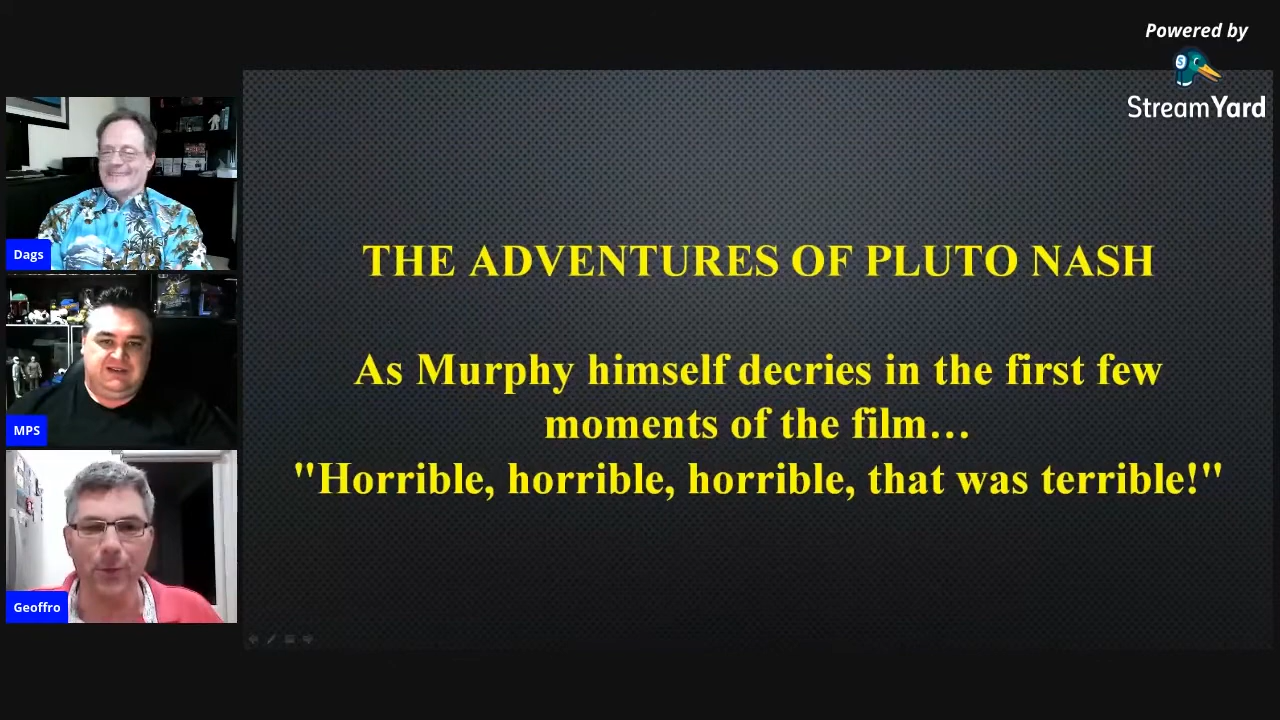 Powered by
StreamYard
THE ADVENTURES OF PLUTO NASH
As Murphy himself decries in the first few
moments of the film…
"Horrible, horrible, horrible, that was terrible!"
Dags
MPS
Geoffro